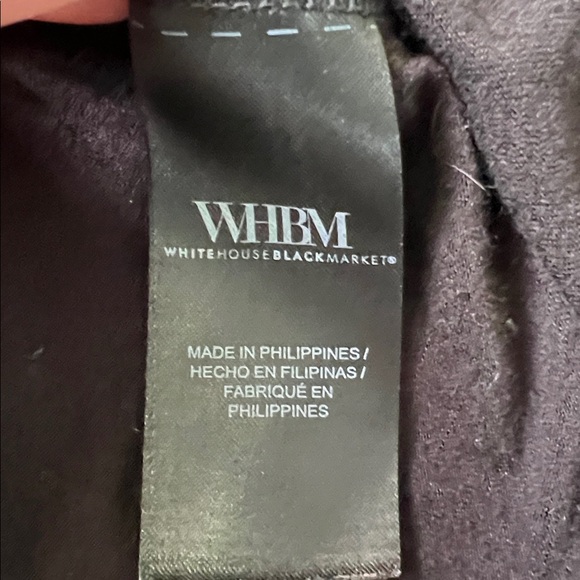 WHBM
WHITEHOUSEBLACKMARKET®
MADE IN PHILIPPINES /
HECHO EN FILIPINAS /
FABRIQUÉ EN
PHILIPPINES